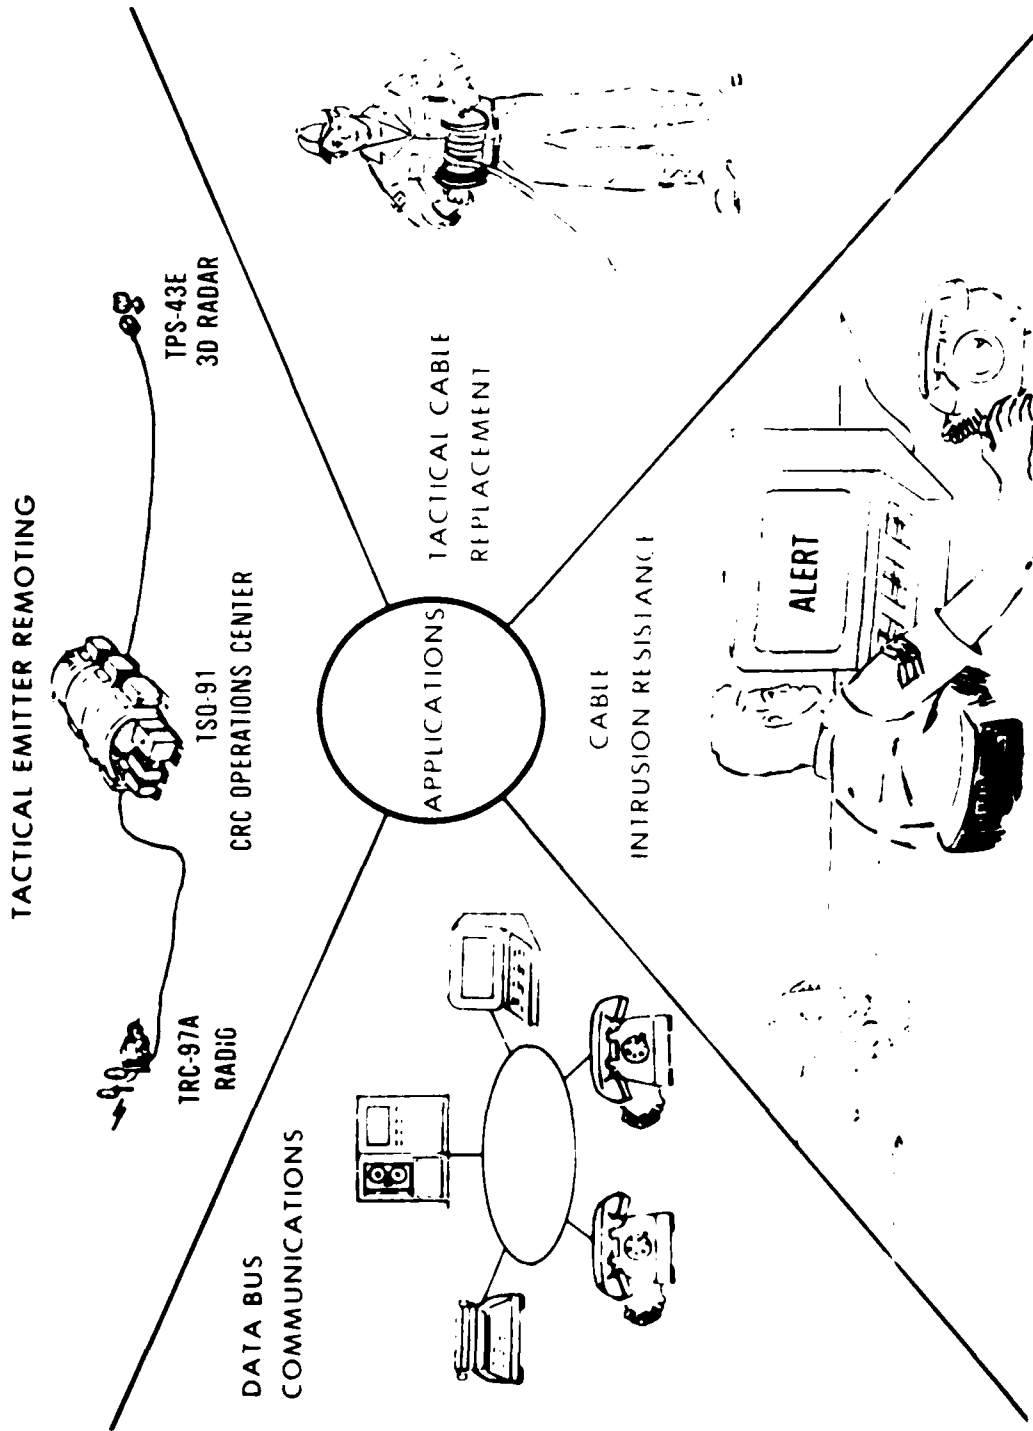 TACTICAL EMITTER REMOTING
TRC-97A
RADIO
TSQ-91
CRC OPERATIONS CENTER
TPS-43E
3D RADAR
DATA BUS
COMMUNICATIONS
APPLICATIONS
TACTICAL CABLE
REPLACEMENT
CABLE
INTRUSION RESISTANCE
ALERT